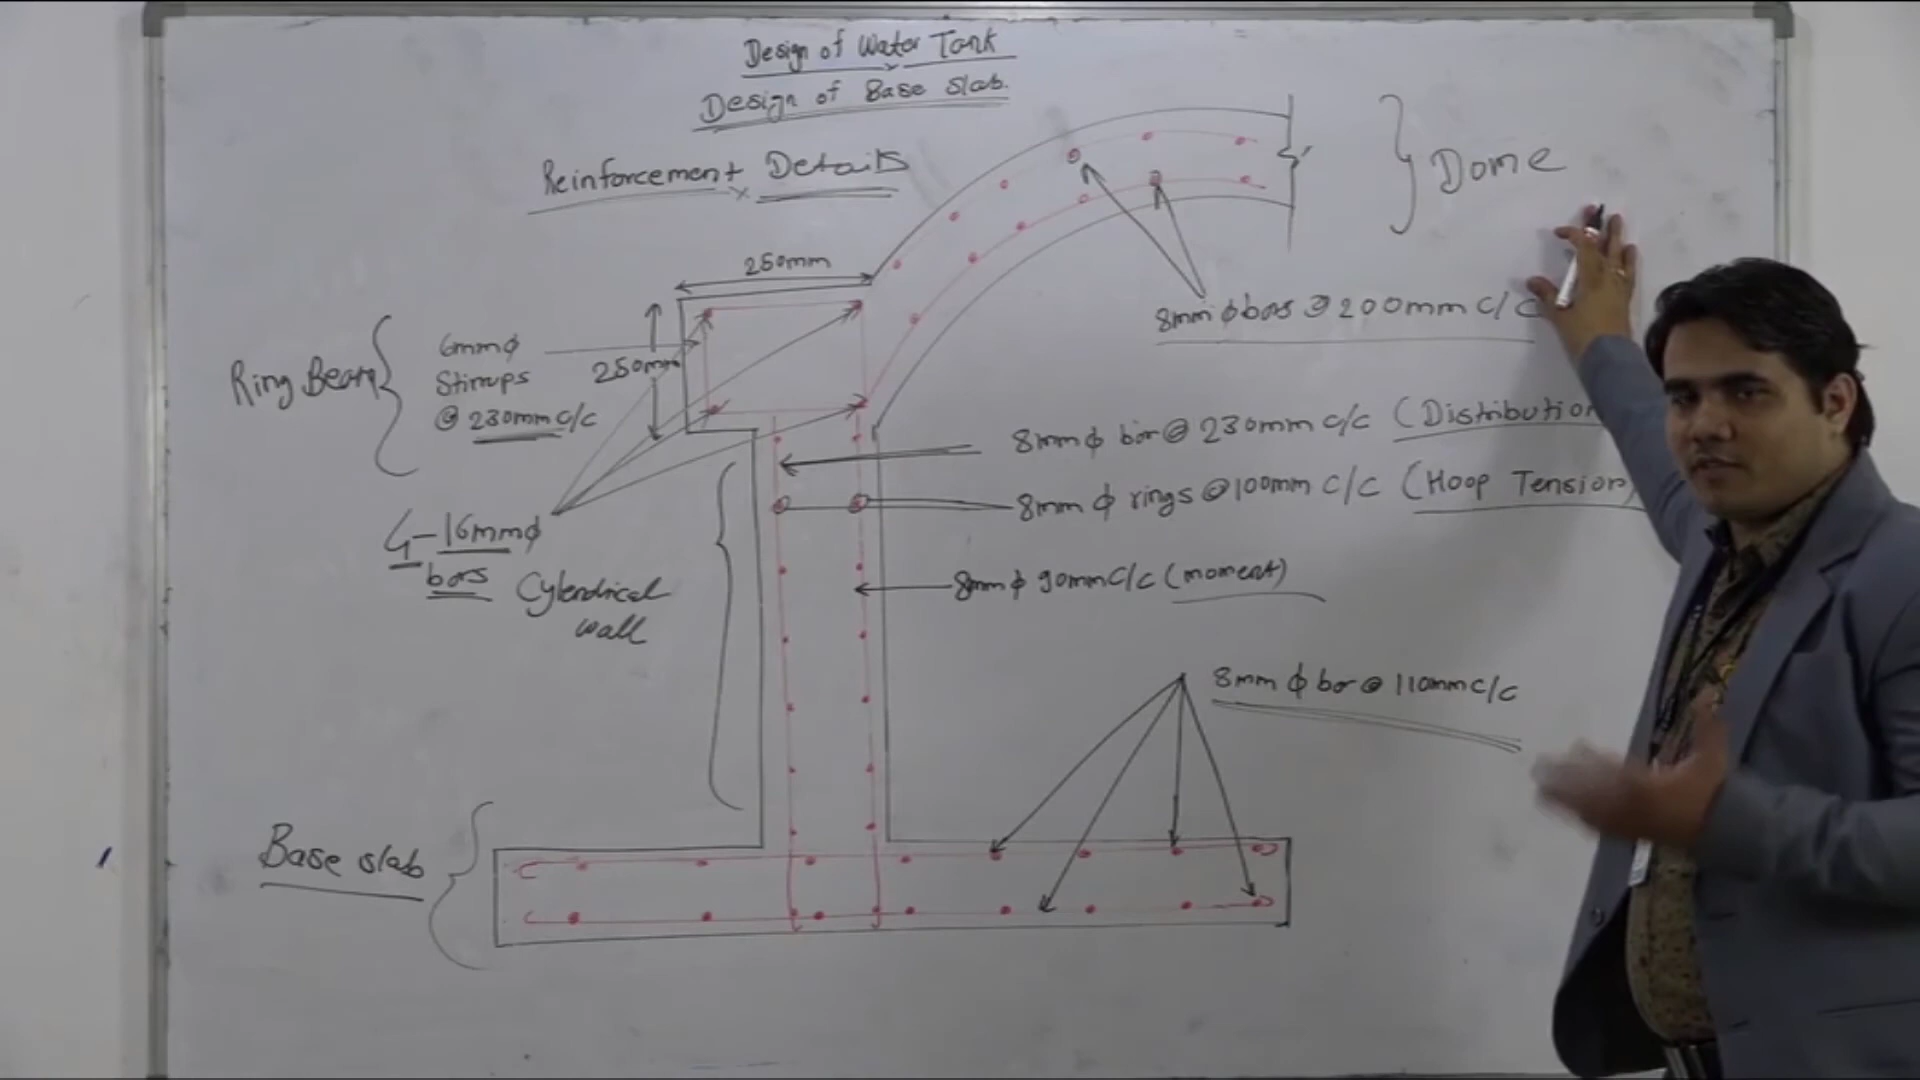 Design of Water Tank
Design of Base slab.
Reinforcement Details
Dome
250mm
8mm ϕ bars @ 200mm c/c
Ring Beam
6mm ϕ
Stirrups
@ 230mm c/c
250mm
8mm ϕ bar @ 230mm c/c (Distribution
8mm ϕ rings @ 100mm c/c (Hoop Tension)
4-16mm ϕ
bars
Cylendrical
wall
8mm ϕ 90mm c/c (moment)
8mm ϕ bar @ 110mm c/c
Base slab